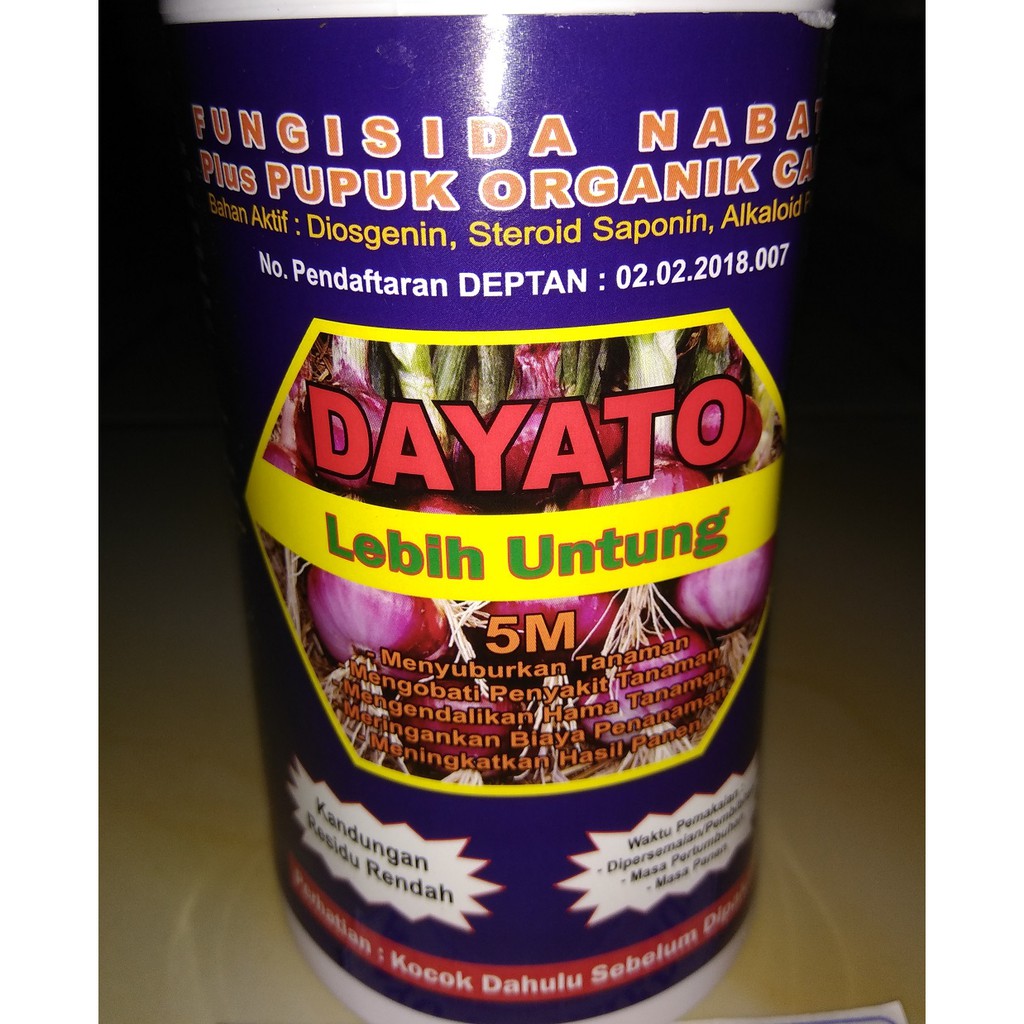 FUNGISIDA NABAT
Plus PUPUK ORGANIK CA
Bahan Aktif : Diosgenin, Steroid Saponin, Alkaloid P
No. Pendaftaran DEPTAN : 02.02.2018.007
DAYATO
Lebih Untung
5M
- Menyuburkan Tanaman
- Mengobati Penyakit Tanaman
- Mengendalikan Hama Tanaman
- Meringankan Biaya Penanaman
- Meningkatkan Hasil Panen
Kandungan
Residu Rendah
Waktu Pemakaian
- Dipersemaian/Pembibitan
- Masa Pertumbuhan
- Masa Panen
Perhatian : Kocok Dahulu Sebelum